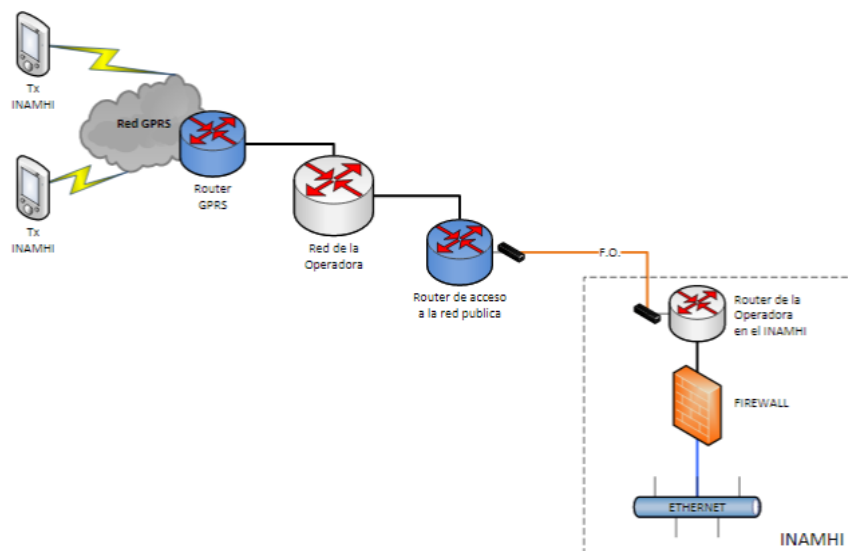 Tx
INAMHI
Red GPRS
Router
GPRS
Tx
INAMHI
Red de la
Operadora
Router de acceso
a la red publica
F.O.
Router de la
Operadora
en el INAMHI
FIREWALL
ETHERNET
INAMHI